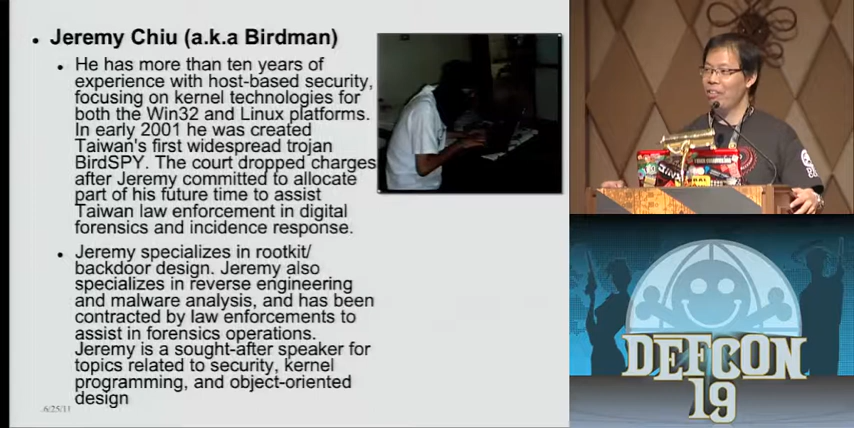 Jeremy Chiu (a.k.a Birdman)
He has more than ten years of
experience with host-based security,
focusing on kernel technologies for
both the Win32 and Linux platforms.
In early 2001 he was created
Taiwan's first widespread trojan
BirdSPY. The court dropped charges
after Jeremy committed to allocate
part of his future time to assist
Taiwan law enforcement in digital
forensics and incidence response.
Jeremy specializes in rootkit/
backdoor design. Jeremy also
specializes in reverse engineering
and malware analysis, and has been
contracted by law enforcements to
assist in forensics operations.
Jeremy is a sought-after speaker for
topics related to security, kernel
programming, and object-oriented
design
6/25/11
DEFCON
19